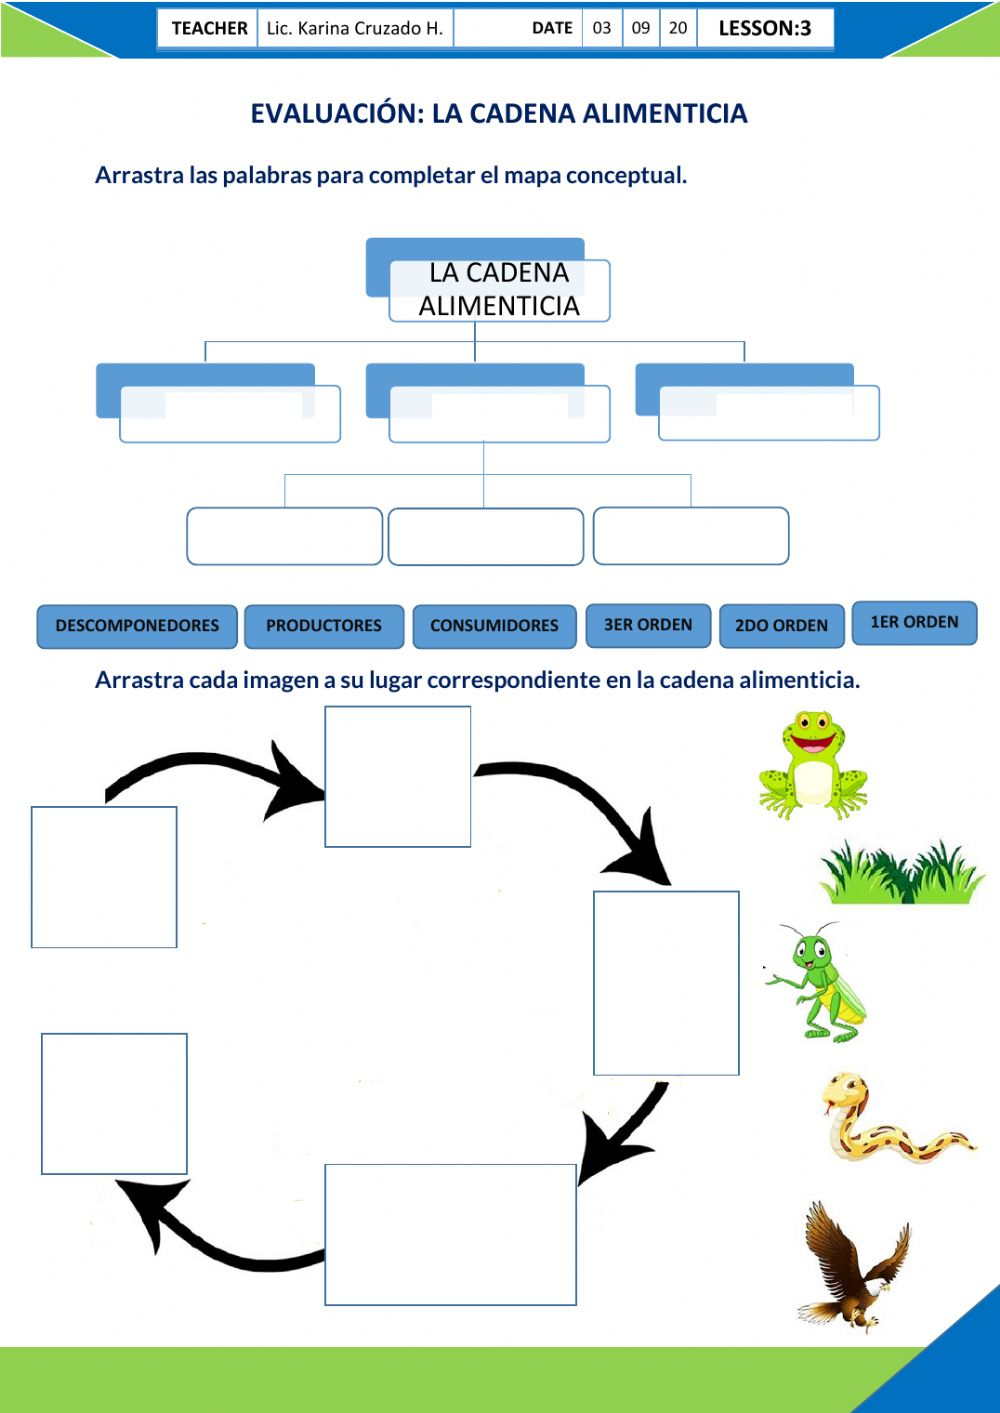 TEACHER Lic. Karina Cruzado H. DATE 03 09 20 LESSON:3
EVALUACIÓN: LA CADENA ALIMENTICIA
Arrastra las palabras para completar el mapa conceptual.
LA CADENA
ALIMENTICIA
DESCOMPONEDORES PRODUCTORES CONSUMIDORES 3ER ORDEN 2DO ORDEN 1ER ORDEN
Arrastra cada imagen a su lugar correspondiente en la cadena alimenticia.